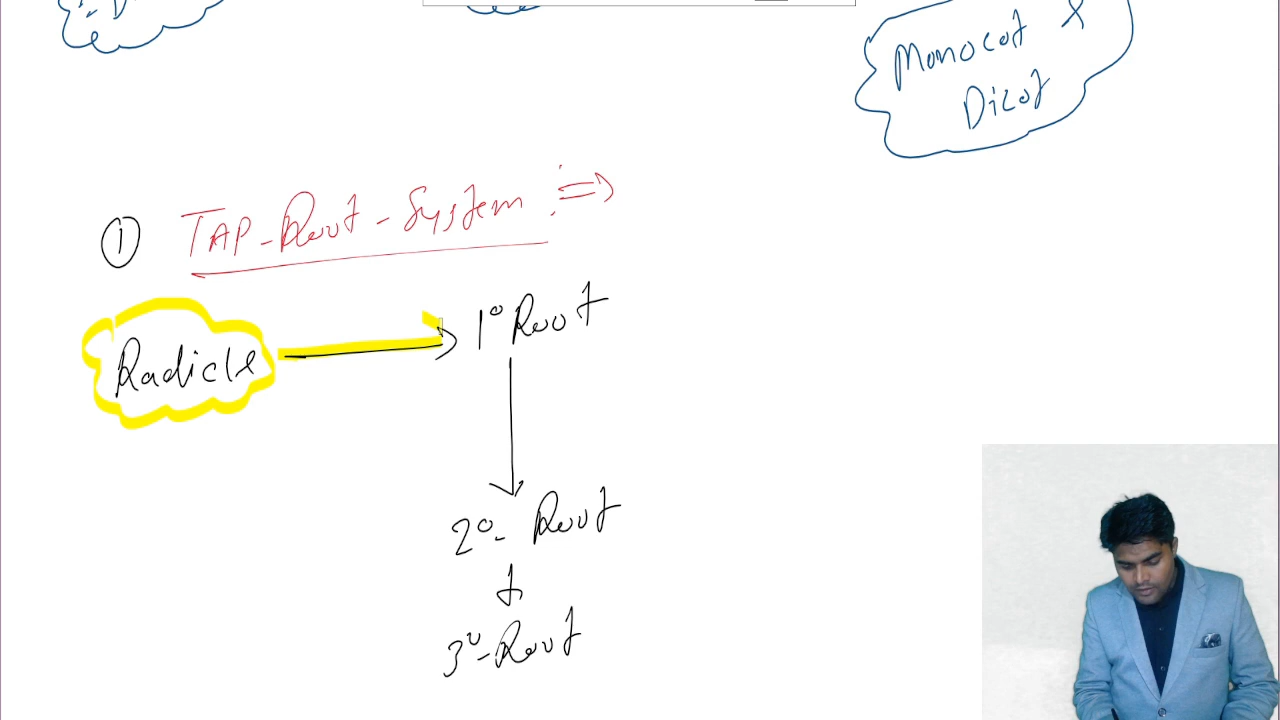 Monocot &
Dicot
① TAP-Root-System :⇒
Radicle → 1° Root
2°- Root
+
3°-Root